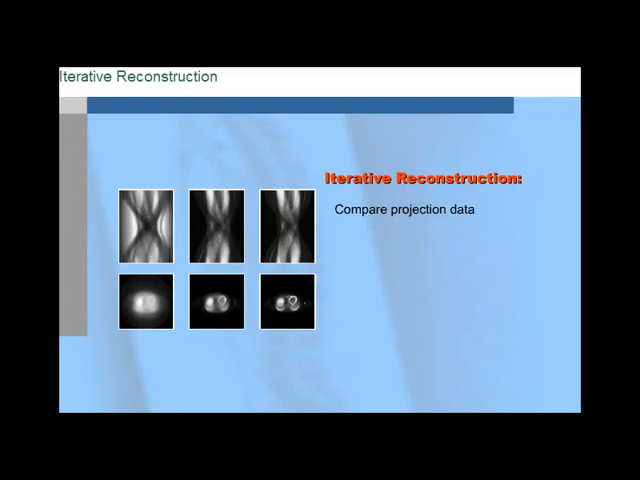 Iterative Reconstruction
Iterative Reconstruction:
Compare projection data